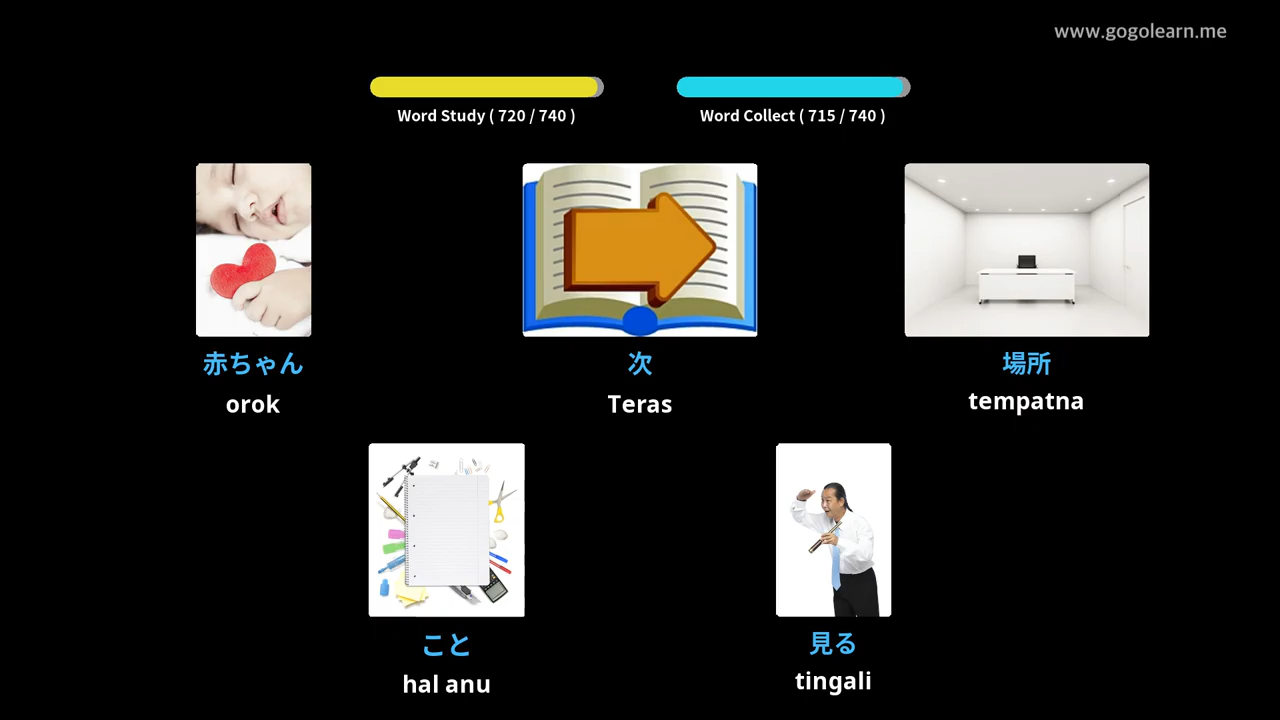 www.gogolearn.me
Word Study ( 720 / 740 )
Word Collect ( 715 / 740 )
赤ちゃん
orok
次
Teras
場所
tempatna
こと
hal anu
見る
tingali